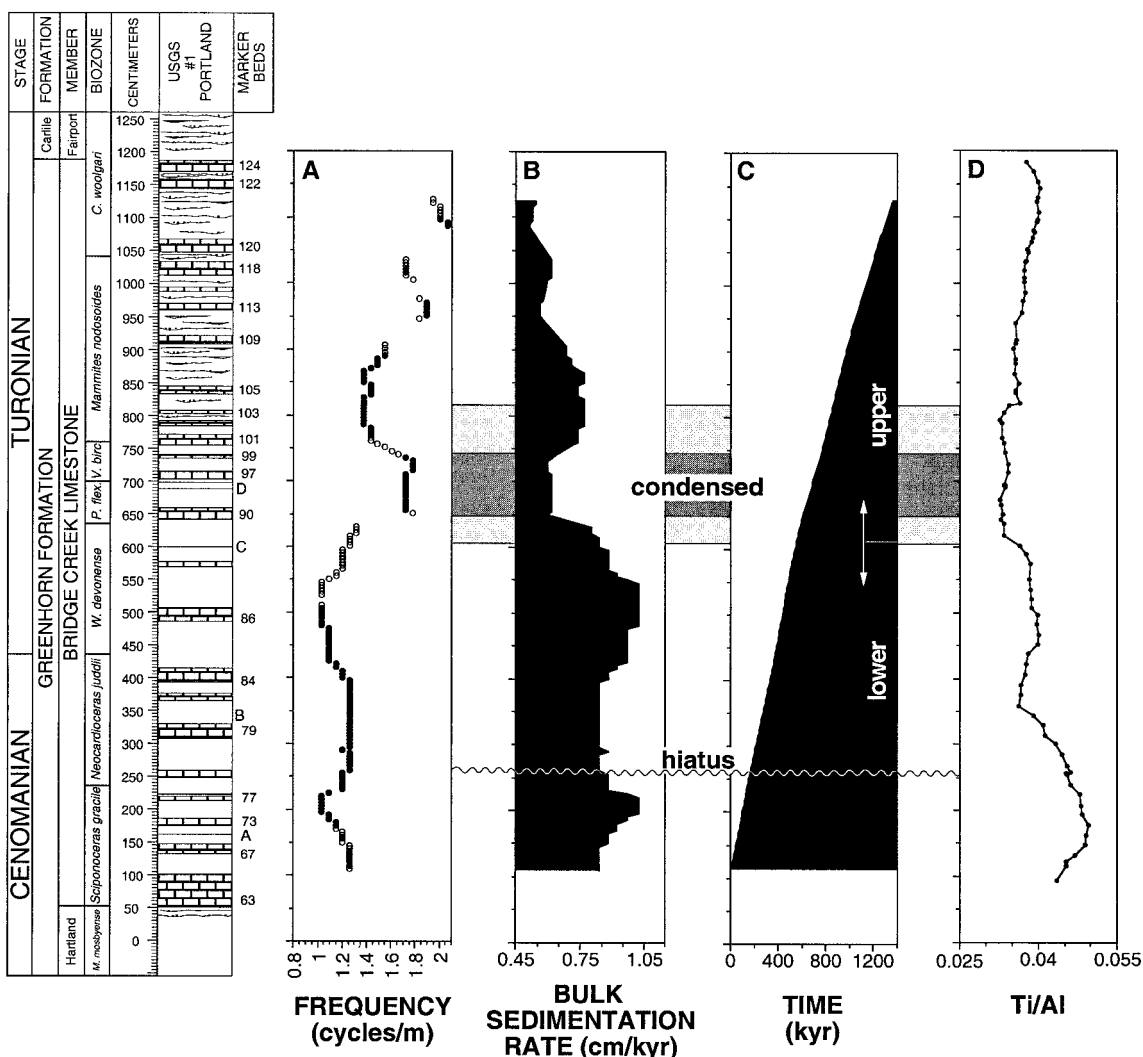 STAGE
FORMATION
MEMBER
BIOZONE
CENTIMETERS
USGS
#1
PORTLAND
MARKER
BEDS
TURONIAN
CENOMANIAN
Carlile
GREENHORN FORMATION
Fairport
BRIDGE CREEK LIMESTONE
Hartland
C. woolgari
Mammites nodosoides
V. birc
P. flex.
W. devonense
Neocardioceras juddii
Sciponoceras gracile
M. mosbyense
1250
1200
1150
1100
1050
1000
950
900
850
800
750
700
650
600
550
500
450
400
350
300
250
200
150
100
50
0
124
122
120
118
113
109
105
103
101
99
97
D
90
C
86
84
B
79
77
73
A
67
63
A
B
C
D
upper
condensed
lower
hiatus
0.8 1 1.2 1.4 1.6 1.8 2
FREQUENCY
(cycles/m)
0.45 0.75 1.05
BULK
SEDIMENTATION
RATE (cm/kyr)
0 400 800 1200
TIME
(kyr)
0.025 0.04 0.055
Ti/Al